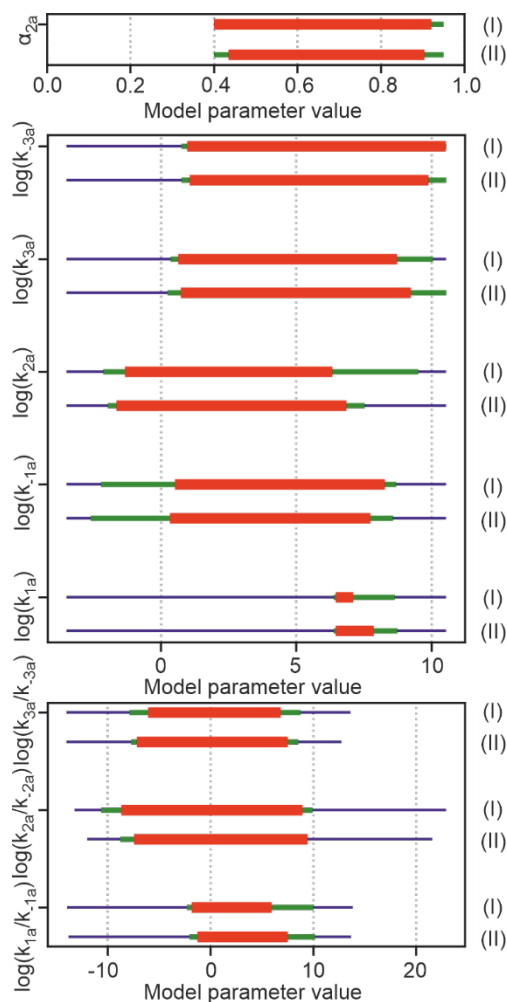 α2a
(I)
(II)
0.0 0.2 0.4 0.6 0.8 1.0
Model parameter value
log(k-3a)
(I)
(II)
log(k3a)
(I)
(II)
log(k2a)
(I)
(II)
log(k-1a)
(I)
(II)
log(k1a)
(I)
(II)
0 5 10
Model parameter value
log(k3a/k-3a)
(I)
(II)
log(k2a/k-2a)
(I)
(II)
log(k1a/k-1a)
(I)
(II)
-10 0 10 20
Model parameter value